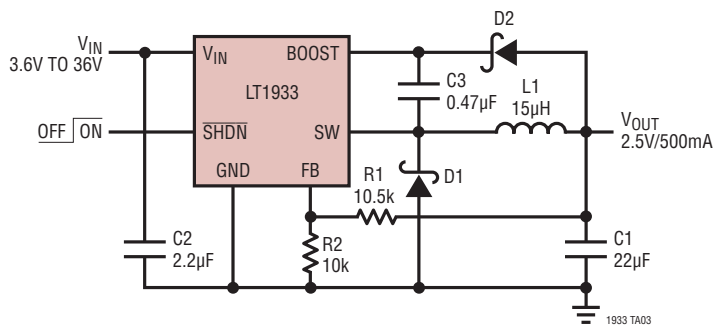 D2
VIN
3.6V TO 36V
VIN
BOOST
LT1933
C3
0.47µF
L1
15µH
OFF ON
SHDN
SW
VOUT
2.5V/500mA
GND
FB
R1
10.5k
D1
C2
2.2µF
R2
10k
C1
22µF
1933 TA03